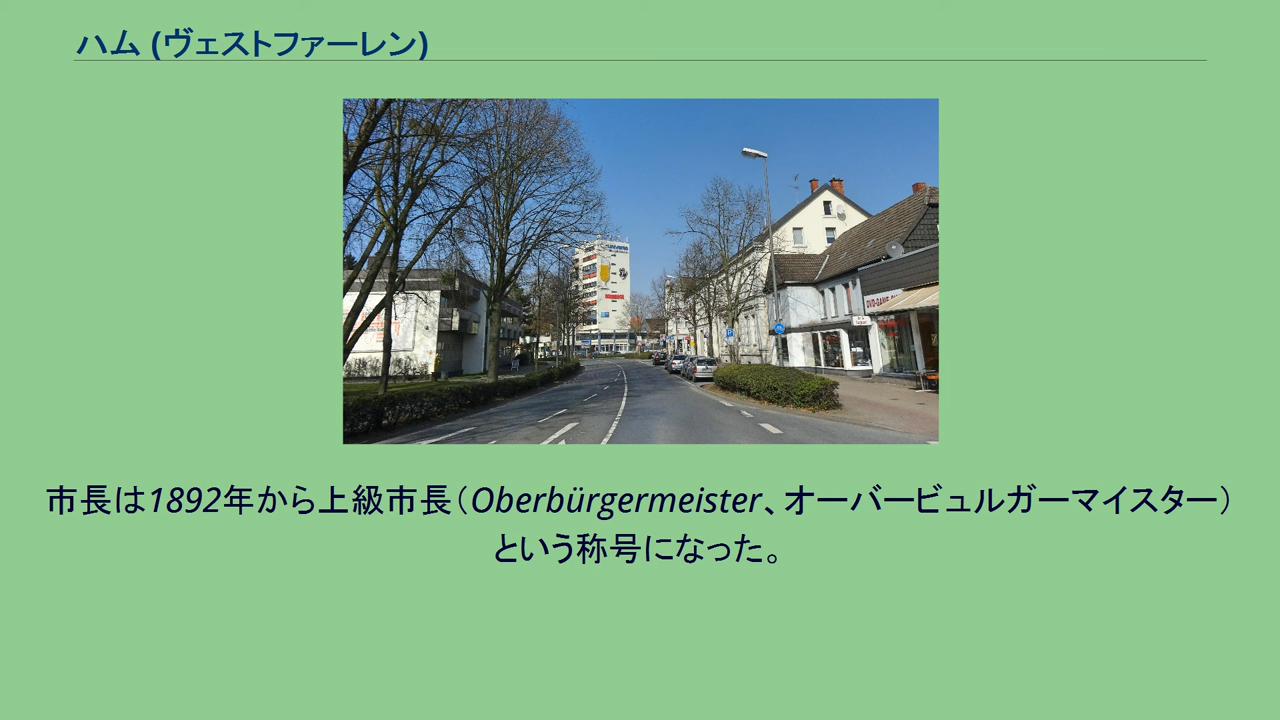 ハム (ヴェストファーレン)
市長は1892年から上級市長（Oberbürgermeister、オーバービュルガーマイスター）
という称号になった。